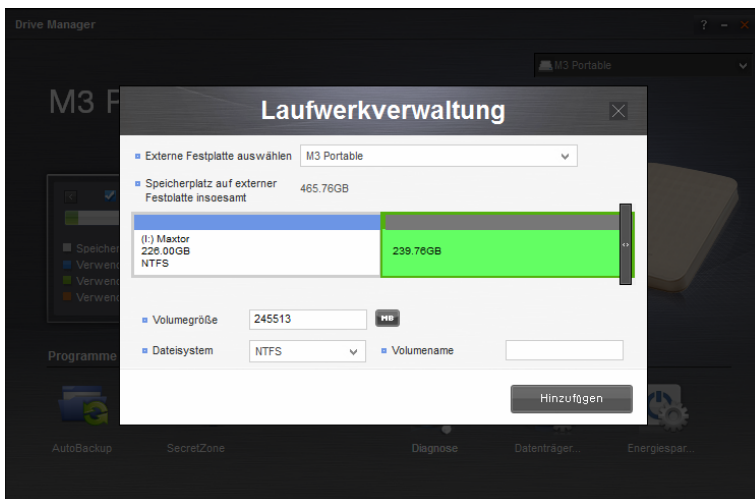 Drive Manager
? - ×
M3 Portable
M3 P
Laufwerkverwaltung
Externe Festplatte auswählen M3 Portable
Speicherplatz auf externer 465.76GB
Festplatte insgesamt
(I:) Maxtor
226.00GB 239.76GB
NTFS
Speicher
Verwend
Verwend
Verwend
Volumegröße 245513 MB
Dateisystem NTFS Volumename
Programme
Hinzufügen
AutoBackup SecretZone Diagnose Datenträger... Energiespar...